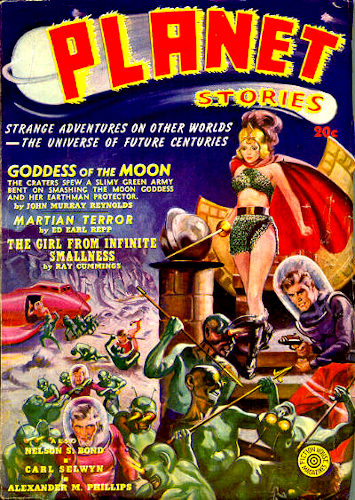 PLANET
STORIES
20c
STRANGE ADVENTURES ON OTHER WORLDS
—THE UNIVERSE OF FUTURE CENTURIES
GODDESS OF THE MOON
THE CRATERS SPEW A SLIMY GREEN ARMY
BENT ON SMASHING THE MOON GODDESS
AND HER EARTHMAN PROTECTOR.
by JOHN MURRAY REYNOLDS
MARTIAN TERROR
by ED EARL REPP
THE GIRL FROM INFINITE
SMALLNESS
by RAY CUMMINGS
ALSO
NELSON S. BOND
CARL SELWYN
ALEXANDER M. PHILLIPS
FICTION HOUSE
MAGAZINES